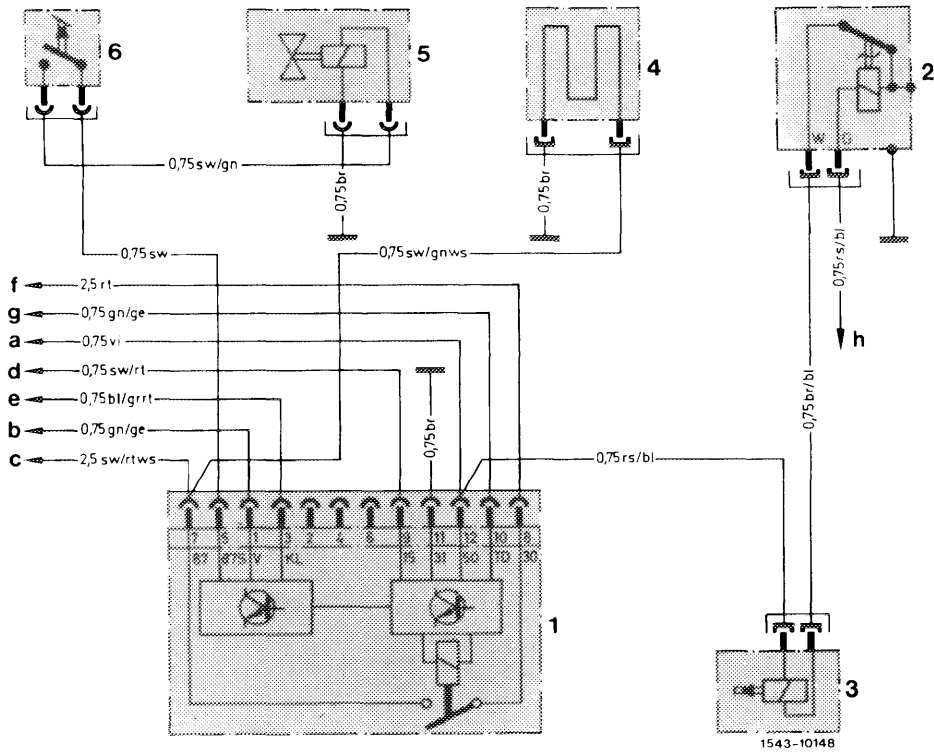 6
5
4
2
W G
0,75 sw/gn
0,75 br
0,75 br
0,75 sw
0,75 sw/gnws
0,75 rs/bl
f 2,5 rt
g 0,75 gn/ge
a 0,75 vi
h
d 0,75 sw/rt
e 0,75 bl/grrt
0,75 br
0,75 br/bl
b 0,75 gn/ge
c 2,5 sw/rtws
0,75 rs/bl
7 5 1 3 2 4 6 9 11 12 10 8
87 87S V KL 15 31 50 TD 30
1
3
1543-10148